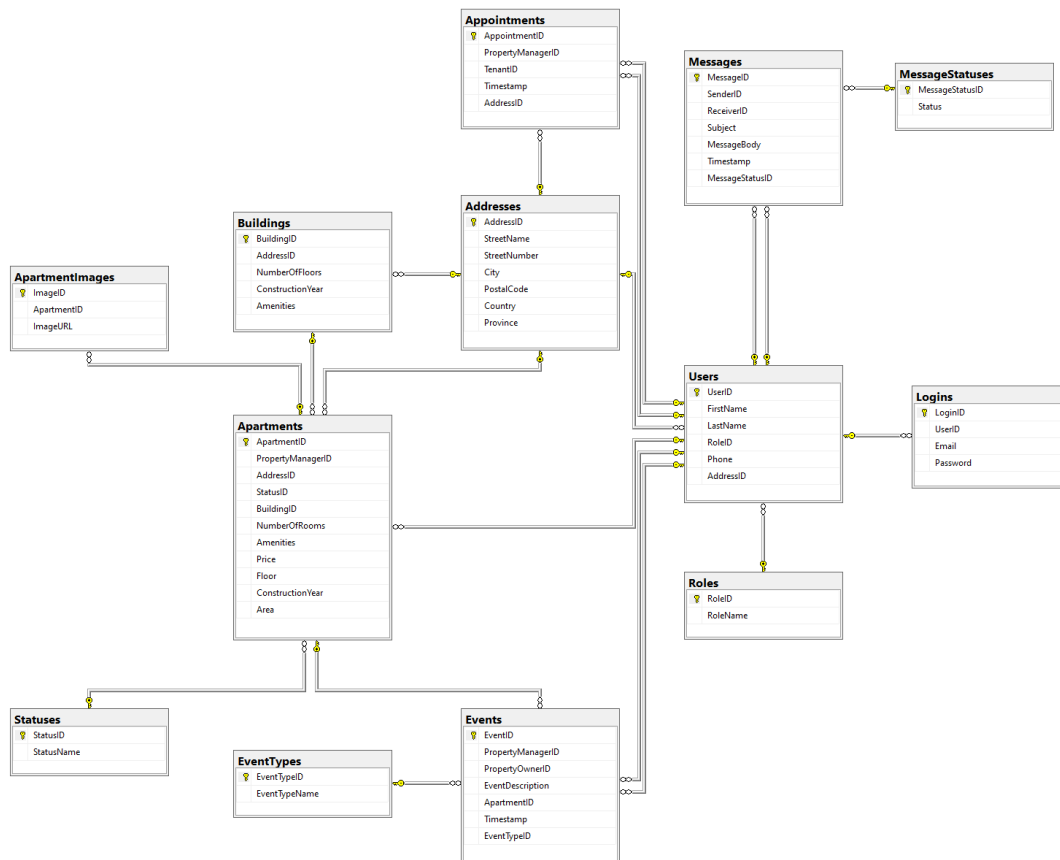 Appointments
AppointmentID
PropertyManagerID
TenantID
Timestamp
AddressID
Messages
MessageID
SenderID
ReceiverID
Subject
MessageBody
Timestamp
MessageStatusID
MessageStatuses
MessageStatusID
Status
Addresses
AddressID
StreetName
StreetNumber
City
PostalCode
Country
Province
Buildings
BuildingID
AddressID
NumberOfFloors
ConstructionYear
Amenities
ApartmentImages
ImageID
ApartmentID
ImageURL
Users
UserID
FirstName
LastName
RoleID
Phone
AddressID
Logins
LoginID
UserID
Email
Password
Apartments
ApartmentID
PropertyManagerID
AddressID
StatusID
BuildingID
NumberOfRooms
Amenities
Price
Floor
ConstructionYear
Area
Roles
RoleID
RoleName
Statuses
StatusID
StatusName
EventTypes
EventTypeID
EventTypeName
Events
EventID
PropertyManagerID
PropertyOwnerID
EventDescription
ApartmentID
Timestamp
EventTypeID